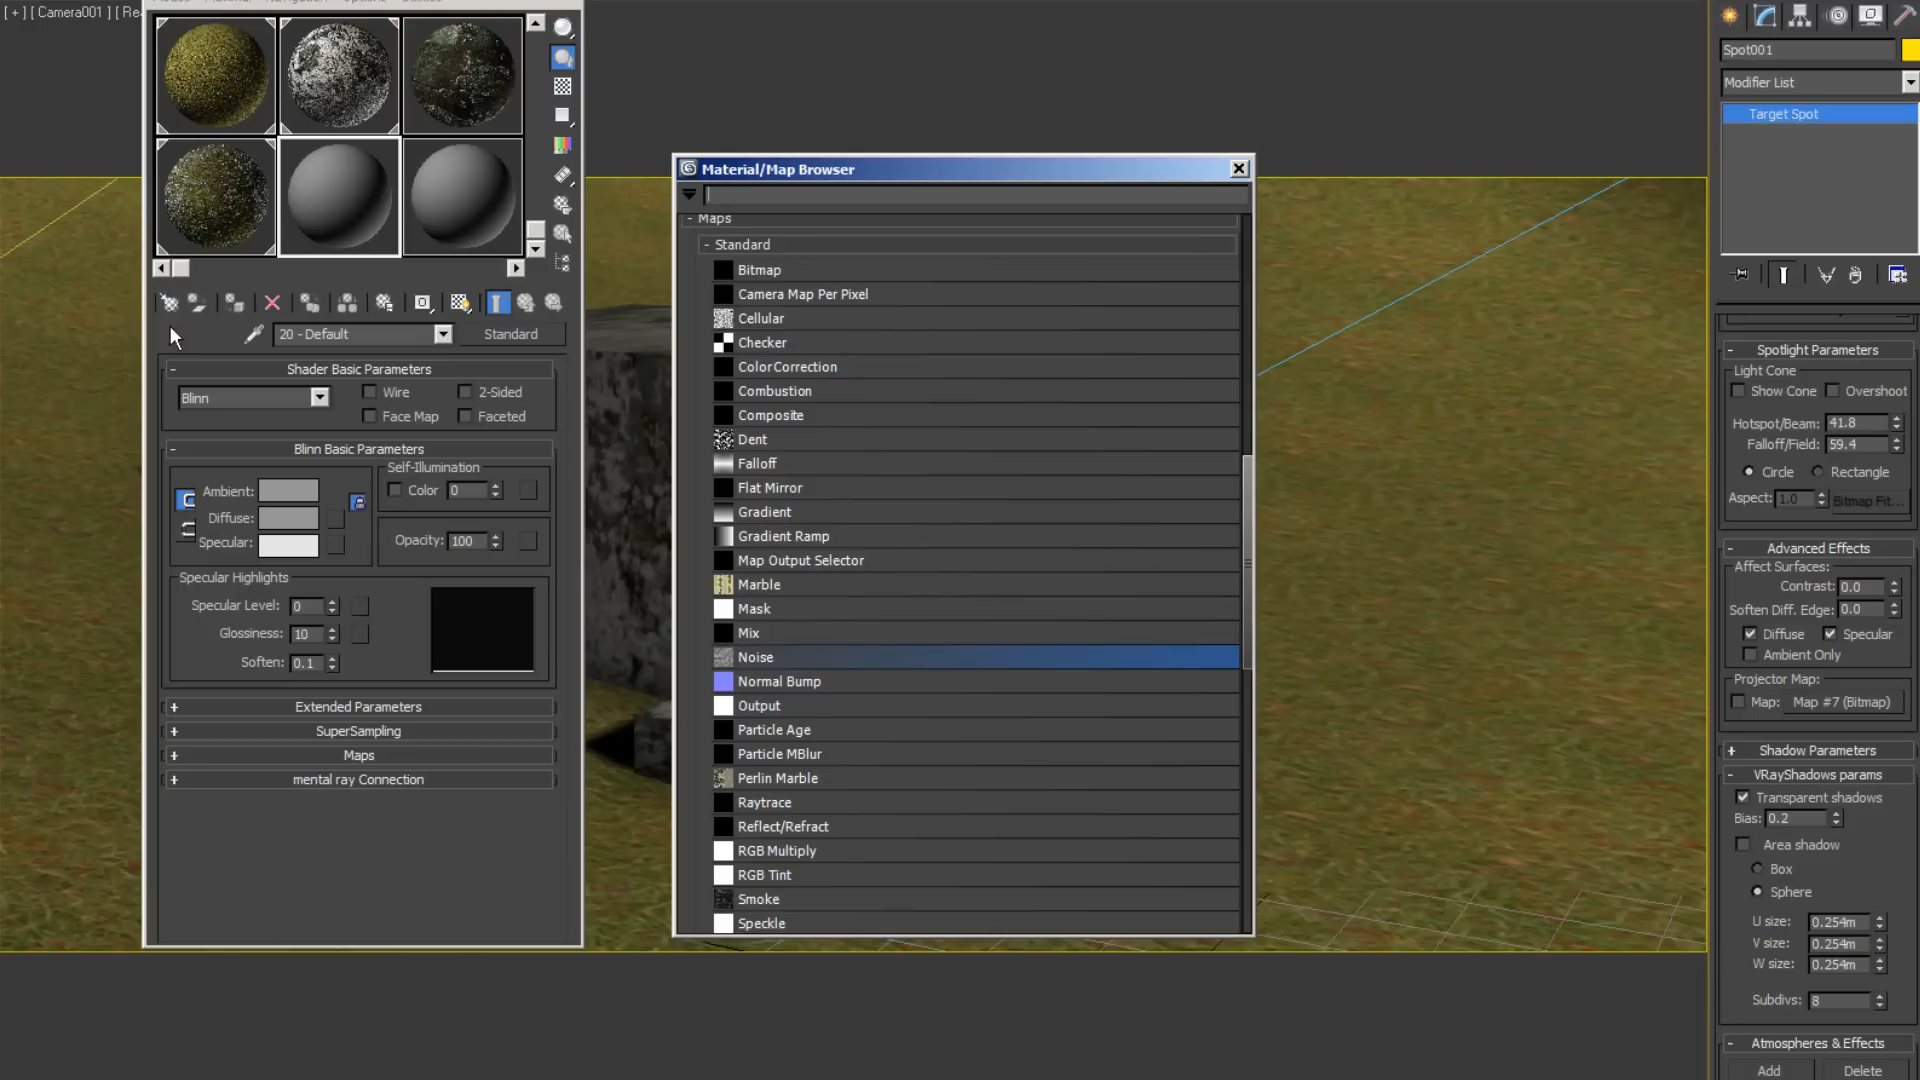 [ + ] [ Camera001 ] [ Re
20 - Default
Standard
Shader Basic Parameters
Blinn
Wire
2-Sided
Face Map
Faceted
Blinn Basic Parameters
Self-Illumination
Ambient:
Color
0
Diffuse:
Specular:
Opacity:
100
Specular Highlights
Specular Level:
0
Glossiness:
10
Soften:
0.1
+
Extended Parameters
+
SuperSampling
+
Maps
+
mental ray Connection
Material/Map Browser
- Maps
- Standard
Bitmap
Camera Map Per Pixel
Cellular
Checker
ColorCorrection
Combustion
Composite
Dent
Falloff
Flat Mirror
Gradient
Gradient Ramp
Map Output Selector
Marble
Mask
Mix
Noise
Normal Bump
Output
Particle Age
Particle MBlur
Perlin Marble
Raytrace
Reflect/Refract
RGB Multiply
RGB Tint
Smoke
Speckle
Spot001
Modifier List
Target Spot
- Spotlight Parameters
Light Cone
Show Cone
Overshoot
Hotspot/Beam:
41.8
Falloff/Field:
59.4
Circle
Rectangle
Aspect:
1.0
Bitmap Fit...
- Advanced Effects
Affect Surfaces:
Contrast:
0.0
Soften Diff. Edge:
0.0
Diffuse
Specular
Ambient Only
Projector Map:
Map:
Map #7 (Bitmap)
+ Shadow Parameters
- VRayShadows params
Transparent shadows
Bias:
0.2
Area shadow
Box
Sphere
U size:
0.254m
V size:
0.254m
W size:
0.254m
Subdivs:
8
- Atmospheres & Effects
Add
Delete